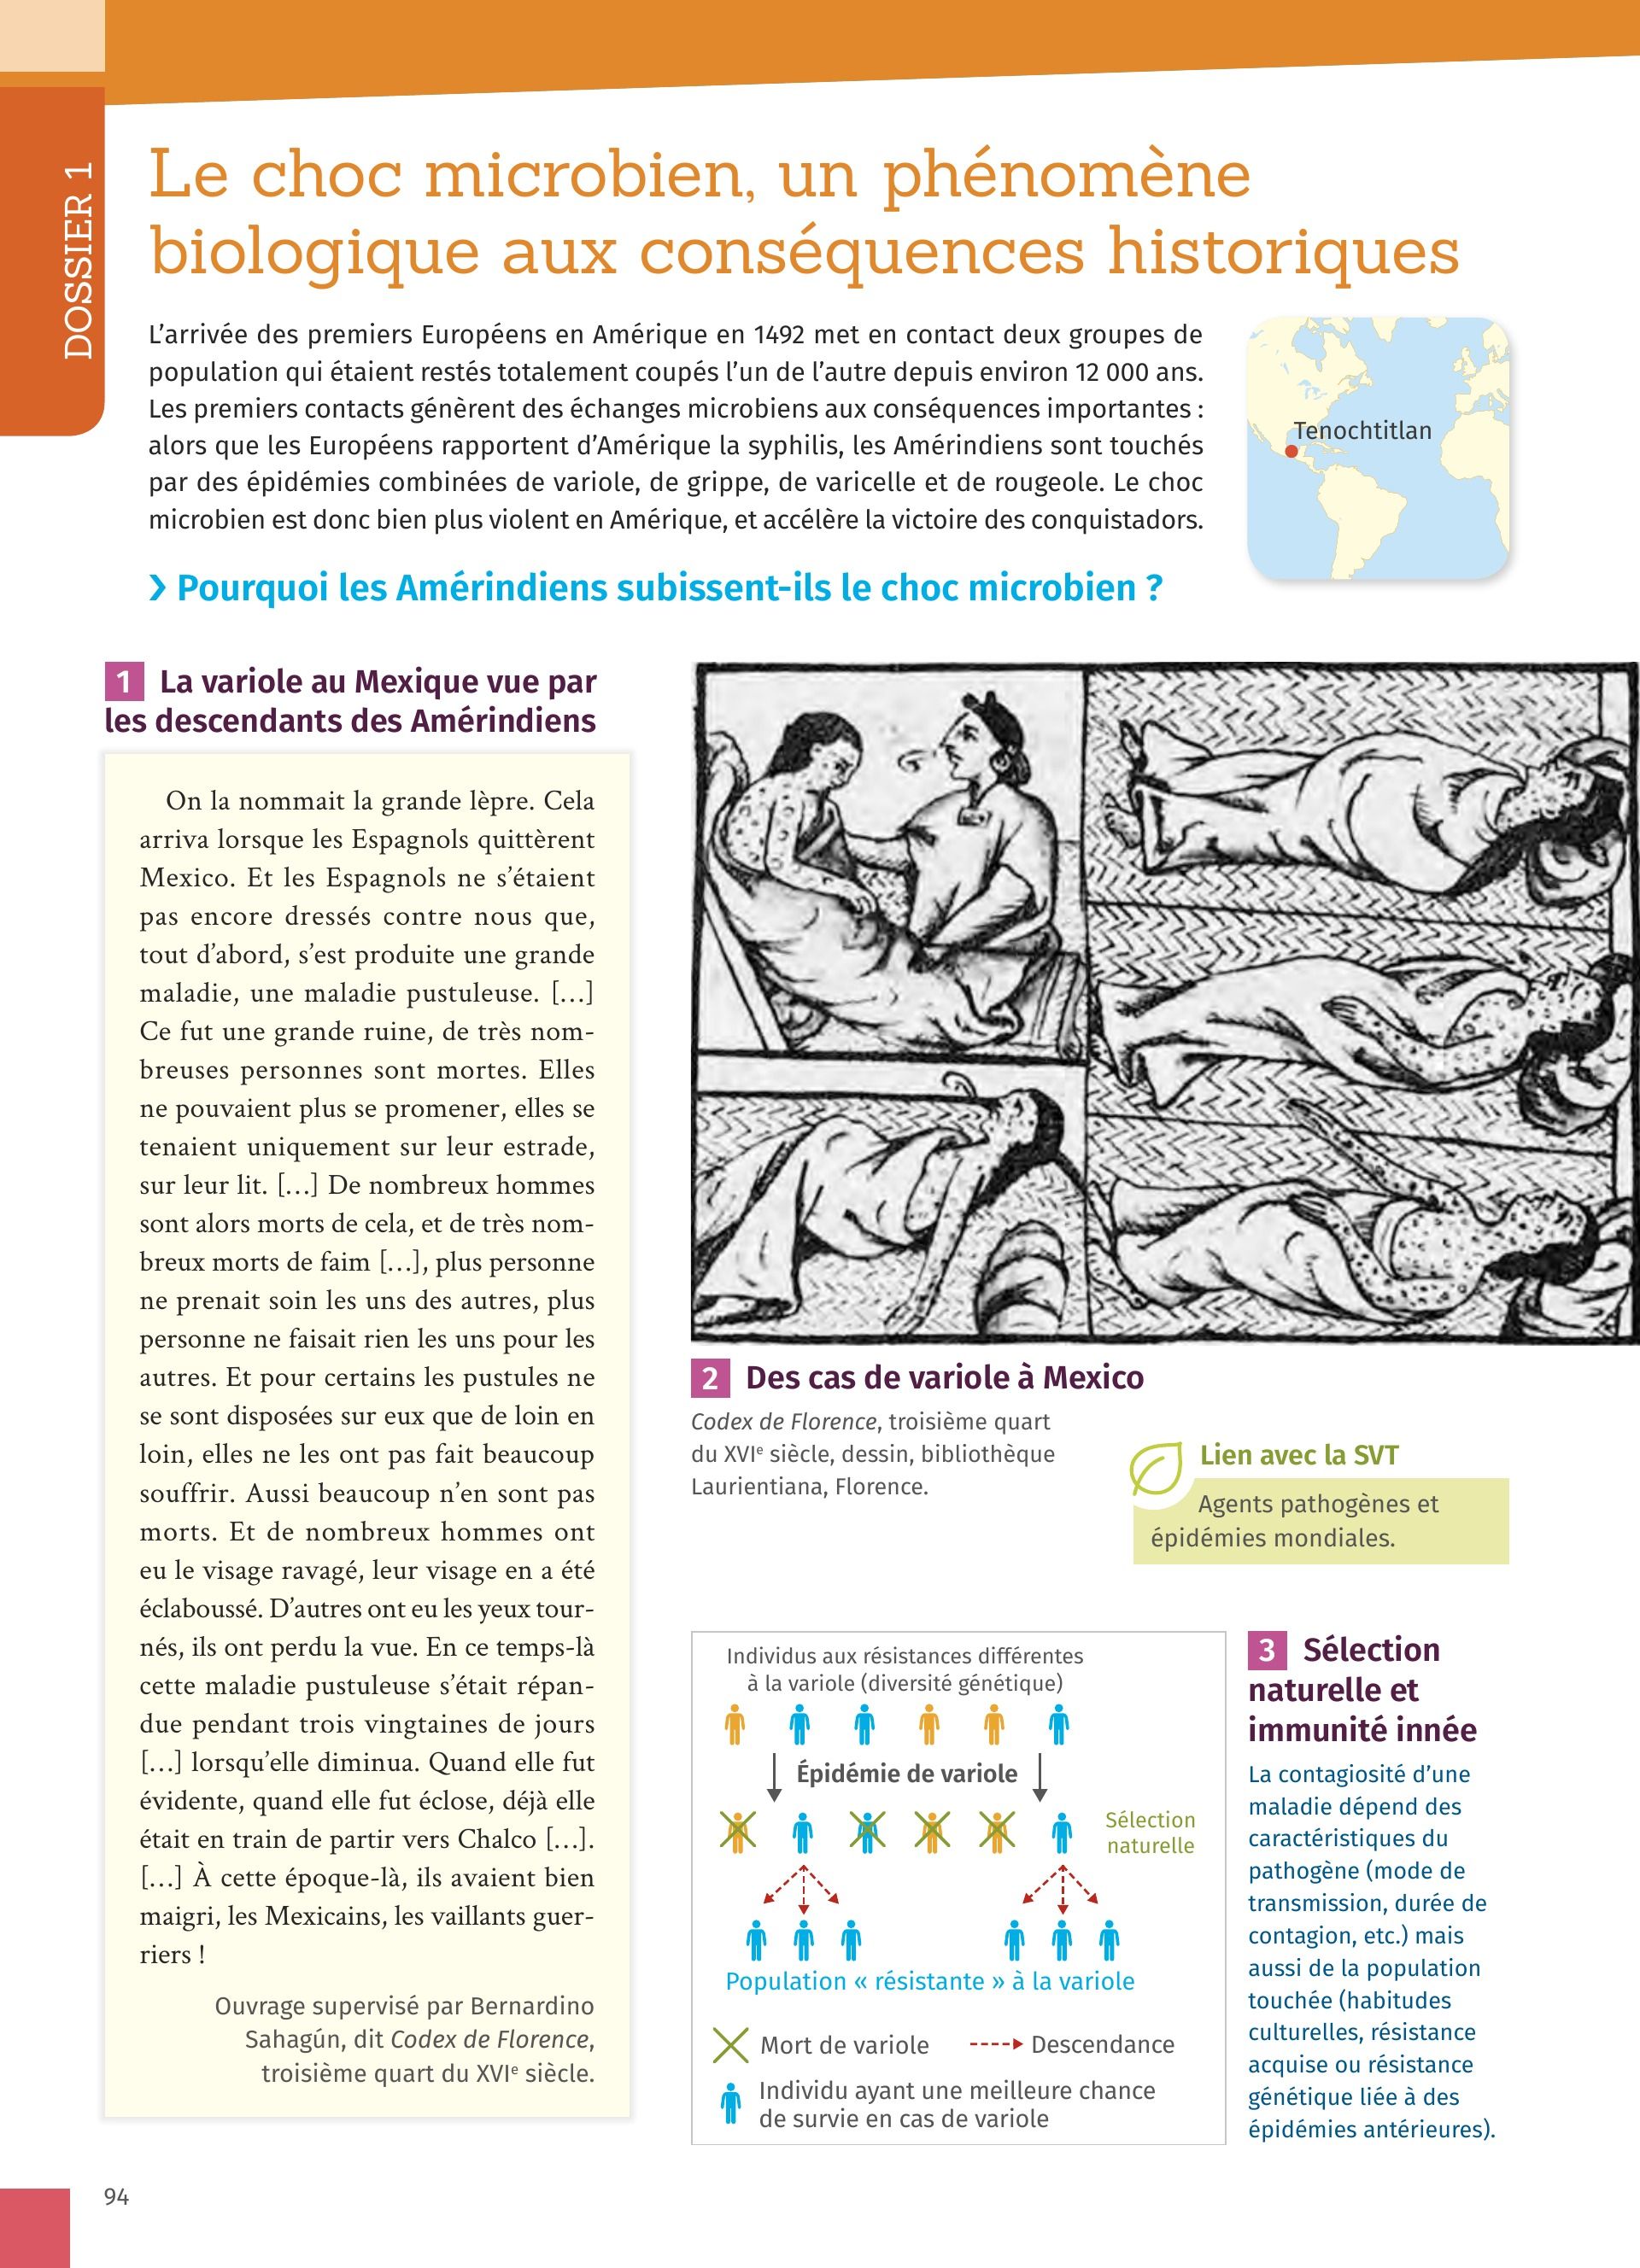 DOSSIER 1
Le choc microbien, un phénomène
biologique aux conséquences historiques
L’arrivée des premiers Européens en Amérique en 1492 met en contact deux groupes de
population qui étaient restés totalement coupés l’un de l’autre depuis environ 12 000 ans.
Les premiers contacts génèrent des échanges microbiens aux conséquences importantes :
alors que les Européens rapportent d’Amérique la syphilis, les Amérindiens sont touchés
par des épidémies combinées de variole, de grippe, de varicelle et de rougeole. Le choc
microbien est donc bien plus violent en Amérique, et accélère la victoire des conquistadors.
Tenochtitlan
› Pourquoi les Amérindiens subissent-ils le choc microbien ?
1 La variole au Mexique vue par
les descendants des Amérindiens
On la nommait la grande lèpre. Cela
arriva lorsque les Espagnols quittèrent
Mexico. Et les Espagnols ne s’étaient
pas encore dressés contre nous que,
tout d’abord, s’est produite une grande
maladie, une maladie pustuleuse. […]
Ce fut une grande ruine, de très nom-
breuses personnes sont mortes. Elles
ne pouvaient plus se promener, elles se
tenaient uniquement sur leur estrade,
sur leur lit. […] De nombreux hommes
sont alors morts de cela, et de très nom-
breux morts de faim […], plus personne
ne prenait soin les uns des autres, plus
personne ne faisait rien les uns pour les
autres. Et pour certains les pustules ne
se sont disposées sur eux que de loin en
loin, elles ne les ont pas fait beaucoup
souffrir. Aussi beaucoup n’en sont pas
morts. Et de nombreux hommes ont
eu le visage ravagé, leur visage en a été
éclaboussé. D’autres ont eu les yeux tour-
nés, ils ont perdu la vue. En ce temps-là
cette maladie pustuleuse s’était répan-
due pendant trois vingtaines de jours
[…] lorsqu’elle diminua. Quand elle fut
évidente, quand elle fut éclose, déjà elle
était en train de partir vers Chalco […].
[…] À cette époque-là, ils avaient bien
maigri, les Mexicains, les vaillants guer-
riers !
Ouvrage supervisé par Bernardino
Sahagún, dit Codex de Florence,
troisième quart du XVIe siècle.
2 Des cas de variole à Mexico
Codex de Florence, troisième quart
du XVIe siècle, dessin, bibliothèque
Laurientiana, Florence.
Lien avec la SVT
Agents pathogènes et
épidémies mondiales.
Individus aux résistances différentes
à la variole (diversité génétique)
Épidémie de variole
Sélection
naturelle
Population « résistante » à la variole
Mort de variole
Descendance
Individu ayant une meilleure chance
de survie en cas de variole
3 Sélection
naturelle et
immunité innée
La contagiosité d’une
maladie dépend des
caractéristiques du
pathogène (mode de
transmission, durée de
contagion, etc.) mais
aussi de la population
touchée (habitudes
culturelles, résistance
acquise ou résistance
génétique liée à des
épidémies antérieures).
94